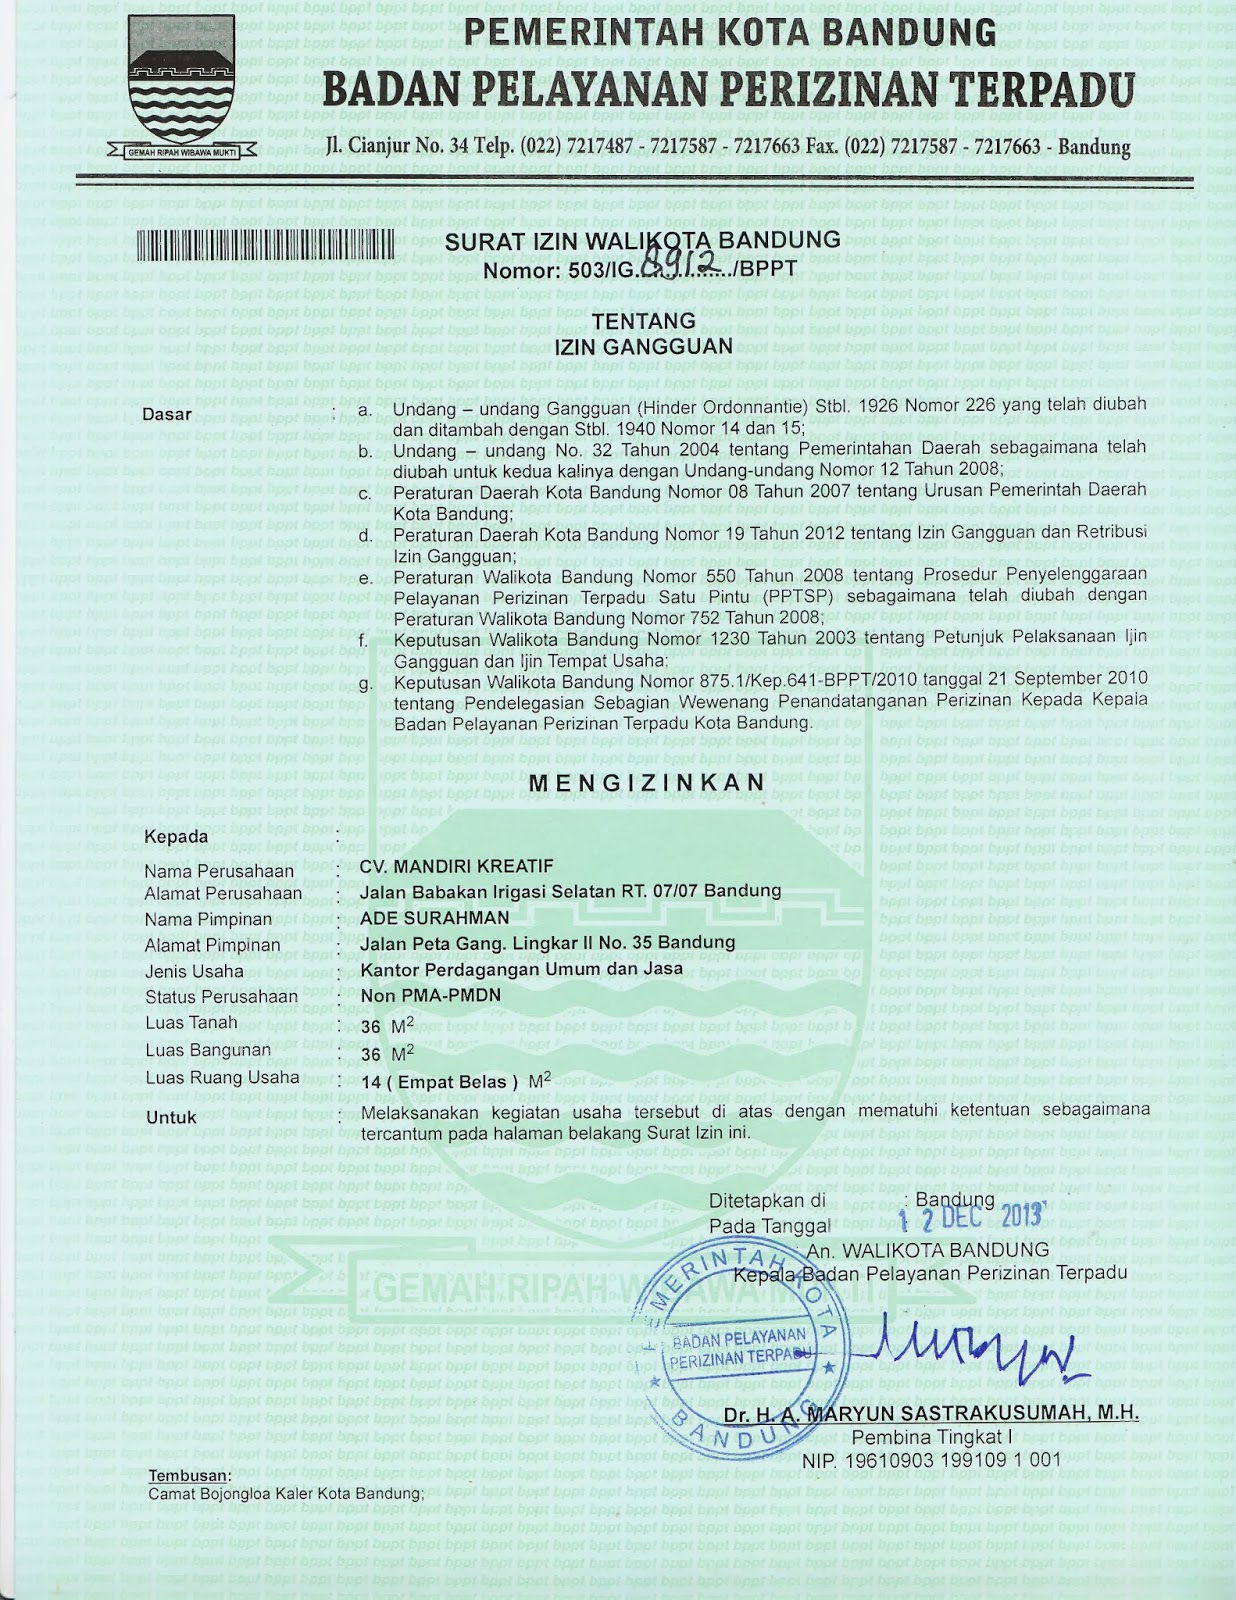 PEMERINTAH KOTA BANDUNG
BADAN PELAYANAN PERIZINAN TERPADU
Jl. Cianjur No. 34 Telp. (022) 7217487 - 7217587 - 7217663 Fax. (022) 7217587 - 7217663 - Bandung
GEMAH RIPAH WIBAWA MUKTI
SURAT IZIN WALIKOTA BANDUNG
Nomor: 503/IG.8912/BPPT
TENTANG
IZIN GANGGUAN
Dasar : a. Undang – undang Gangguan (Hinder Ordonnantie) Stbl. 1926 Nomor 226 yang telah diubah
dan ditambah dengan Stbl. 1940 Nomor 14 dan 15;
b. Undang – undang No. 32 Tahun 2004 tentang Pemerintahan Daerah sebagaimana telah
diubah untuk kedua kalinya dengan Undang-undang Nomor 12 Tahun 2008;
c. Peraturan Daerah Kota Bandung Nomor 08 Tahun 2007 tentang Urusan Pemerintah Daerah
Kota Bandung;
d. Peraturan Daerah Kota Bandung Nomor 19 Tahun 2012 tentang Izin Gangguan dan Retribusi
Izin Gangguan;
e. Peraturan Walikota Bandung Nomor 550 Tahun 2008 tentang Prosedur Penyelenggaraan
Pelayanan Perizinan Terpadu Satu Pintu (PPTSP) sebagaimana telah diubah dengan
Peraturan Walikota Bandung Nomor 752 Tahun 2008;
f. Keputusan Walikota Bandung Nomor 1230 Tahun 2003 tentang Petunjuk Pelaksanaan Ijin
Gangguan dan Ijin Tempat Usaha;
g. Keputusan Walikota Bandung Nomor 875.1/Kep.641-BPPT/2010 tanggal 21 September 2010
tentang Pendelegasian Sebagian Wewenang Penandatanganan Perizinan Kepada Kepala
Badan Pelayanan Perizinan Terpadu Kota Bandung.
MENGIZINKAN
Kepada :
Nama Perusahaan : CV. MANDIRI KREATIF
Alamat Perusahaan : Jalan Babakan Irigasi Selatan RT. 07/07 Bandung
Nama Pimpinan : ADE SURAHMAN
Alamat Pimpinan : Jalan Peta Gang. Lingkar II No. 35 Bandung
Jenis Usaha : Kantor Perdagangan Umum dan Jasa
Status Perusahaan : Non PMA-PMDN
Luas Tanah : 36 M²
Luas Bangunan : 36 M²
Luas Ruang Usaha : 14 ( Empat Belas ) M²
Untuk : Melaksanakan kegiatan usaha tersebut di atas dengan mematuhi ketentuan sebagaimana
tercantum pada halaman belakang Surat Izin ini.
Ditetapkan di : Bandung
Pada Tanggal 12 DEC 2013
An. WALIKOTA BANDUNG
Kepala Badan Pelayanan Perizinan Terpadu
GEMAH RIPAH WIBAWA MUKTI
PEMERINTAH KOTA
BADAN PELAYANAN
PERIZINAN TERPADU
BANDUNG
Dr. H. A. MARYUN SASTRAKUSUMAH, M.H.
Pembina Tingkat I
NIP. 19610903 199109 1 001
Tembusan:
Camat Bojongloa Kaler Kota Bandung;